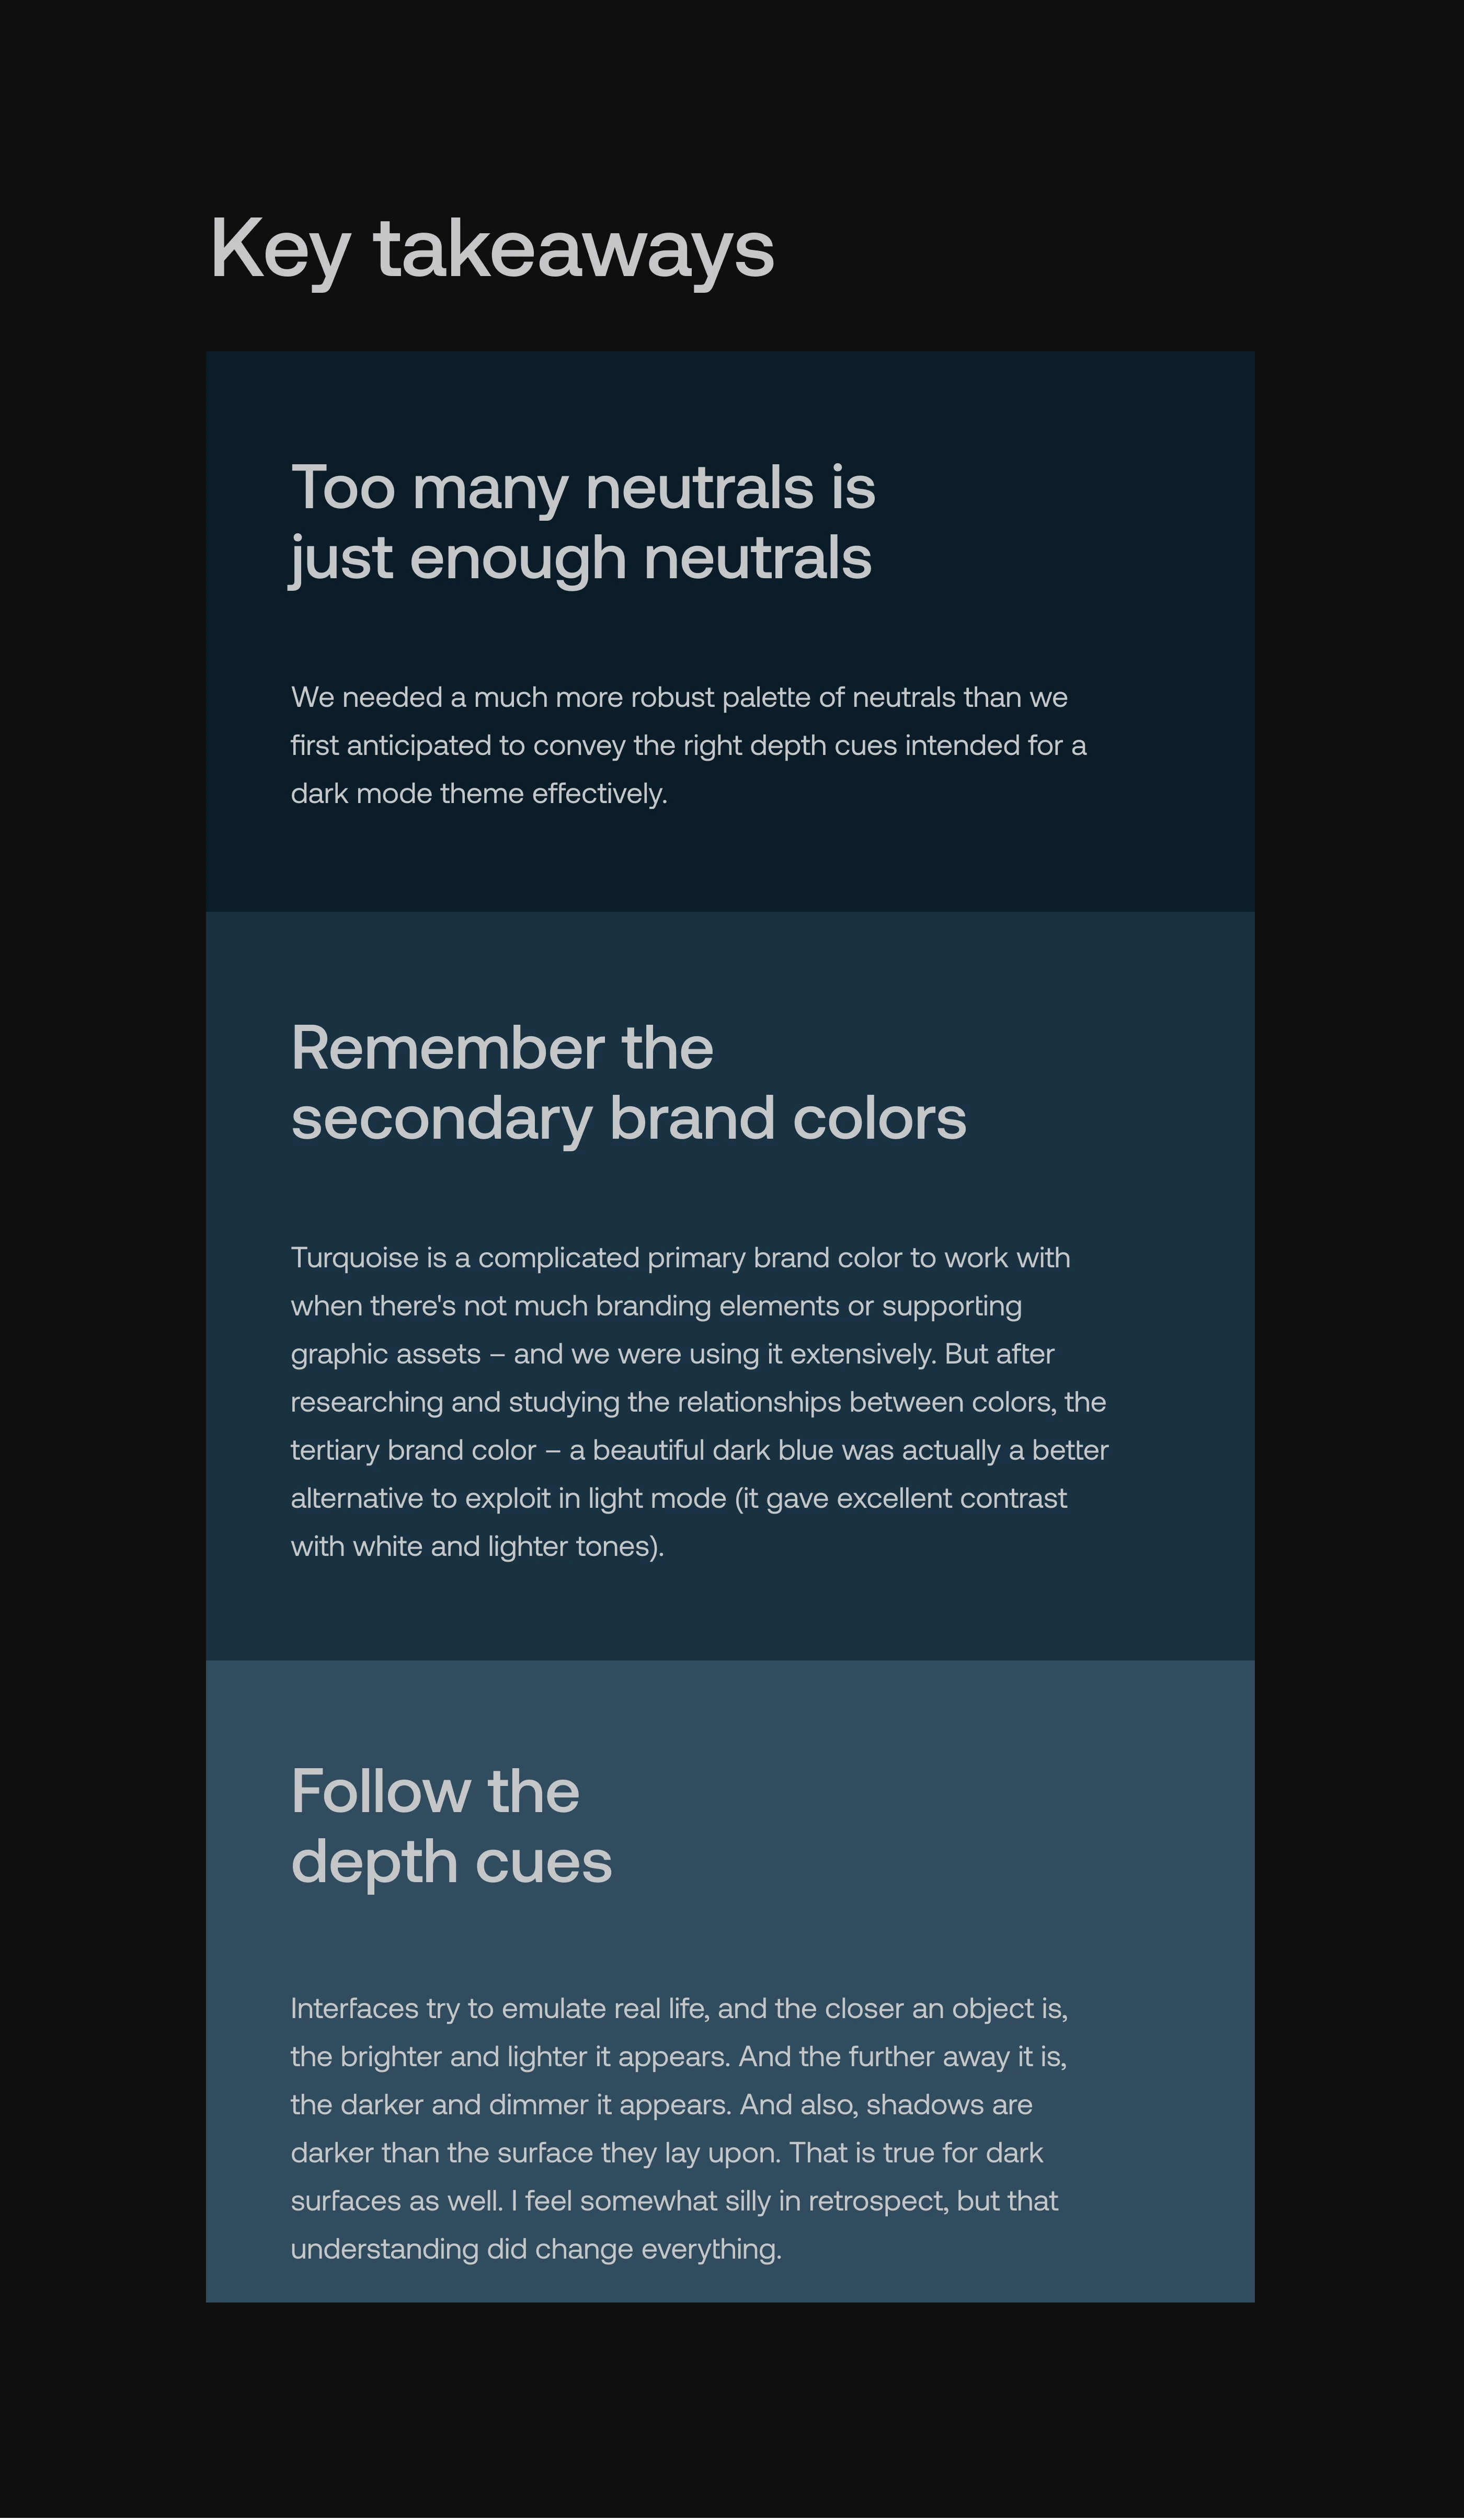 Key takeaways
Too many neutrals is
just enough neutrals
We needed a much more robust palette of neutrals than we
first anticipated to convey the right depth cues intended for a
dark mode theme effectively.
Remember the
secondary brand colors
Turquoise is a complicated primary brand color to work with
when there's not much branding elements or supporting
graphic assets – and we were using it extensively. But after
researching and studying the relationships between colors, the
tertiary brand color – a beautiful dark blue was actually a better
alternative to exploit in light mode (it gave excellent contrast
with white and lighter tones).
Follow the
depth cues
Interfaces try to emulate real life, and the closer an object is,
the brighter and lighter it appears. And the further away it is,
the darker and dimmer it appears. And also, shadows are
darker than the surface they lay upon. That is true for dark
surfaces as well. I feel somewhat silly in retrospect, but that
understanding did change everything.